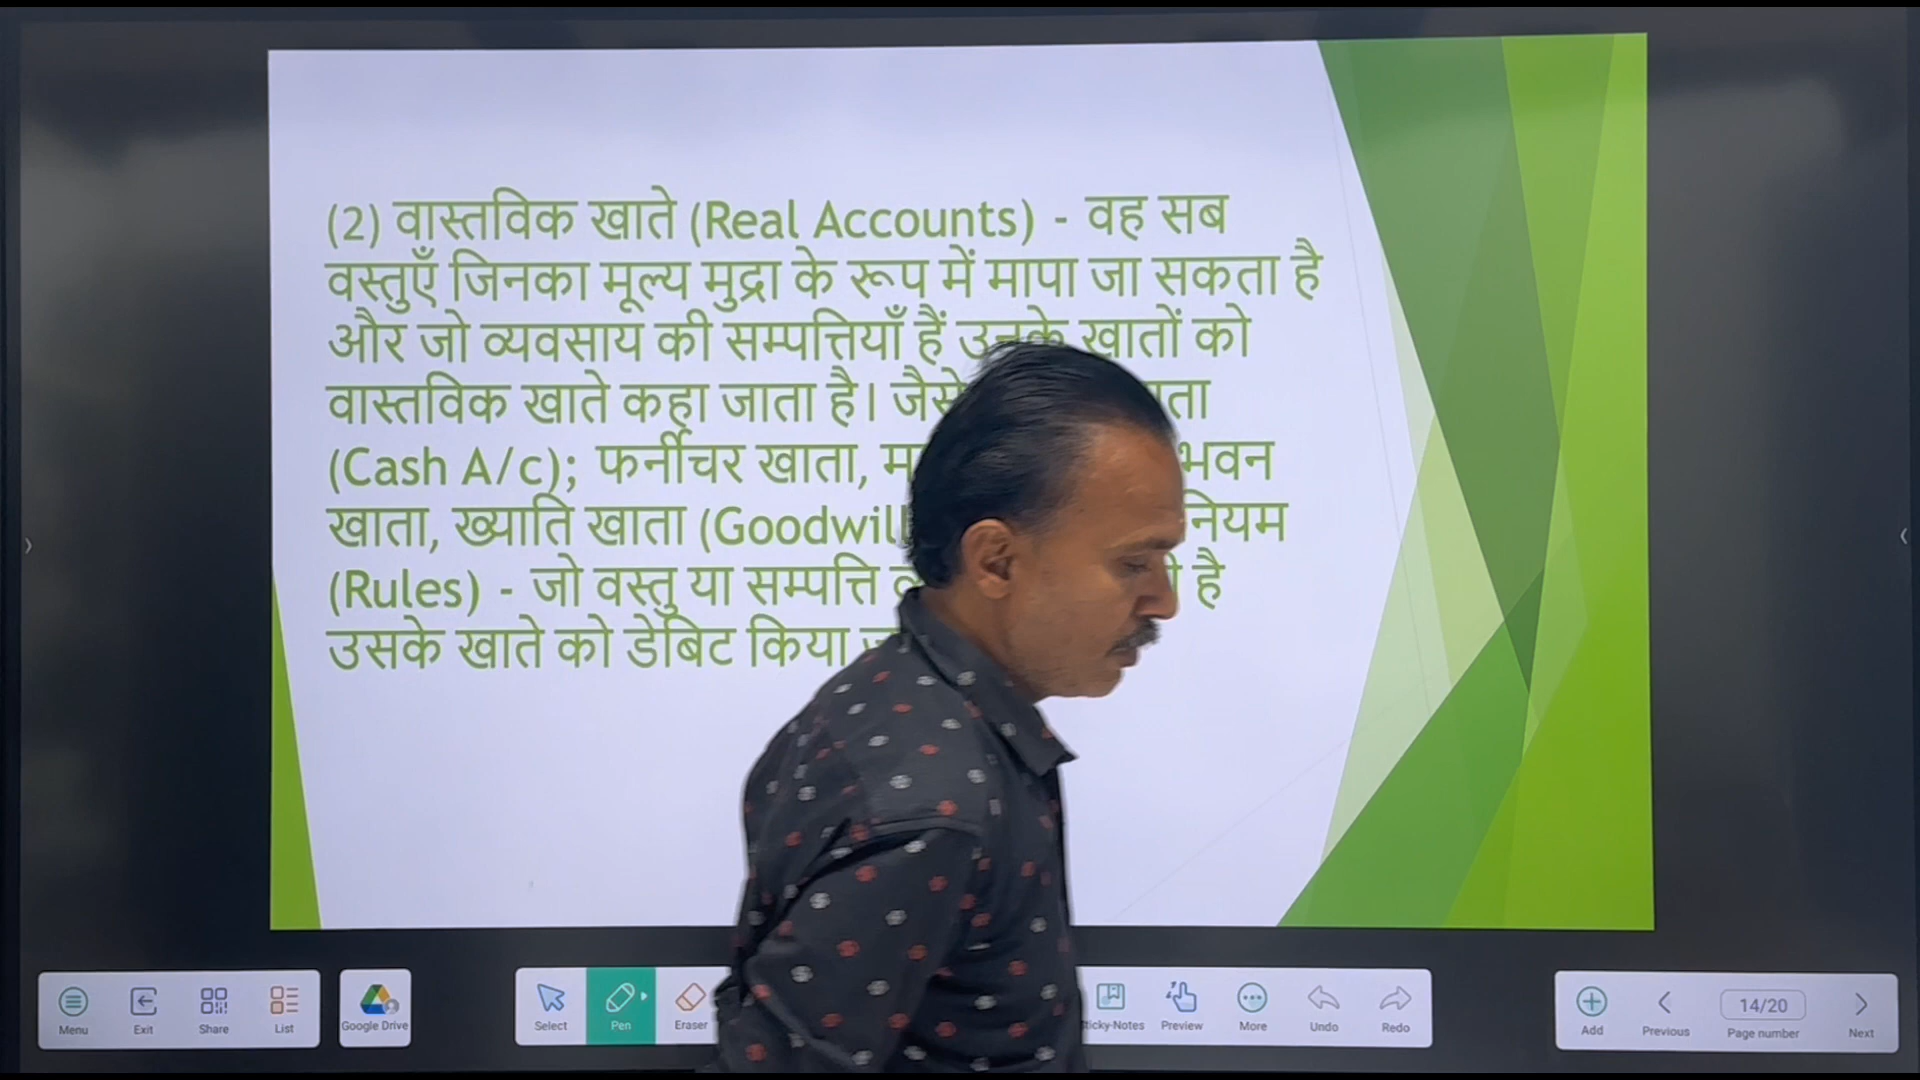 (2) वास्तविक खाते (Real Accounts) - वह सब
वस्तुएँ जिनका मूल्य मुद्रा के रूप में मापा जा सकता है
और जो व्यवसाय की सम्पत्तियाँ हैं उनके खातों को
वास्तविक खाते कहा जाता है। जैसे
(Cash A/c); फर्नीचर खाता, भवन
खाता, ख्याति खाता (Goodwill नियम
(Rules) - जो वस्तु या सम्पत्ति है
उसके खाते को डेबिट किया
Menu Exit Share List Google Drive Select Pen Eraser Sticky-Notes Preview More Undo Redo Add Previous 14/20 Page number Next